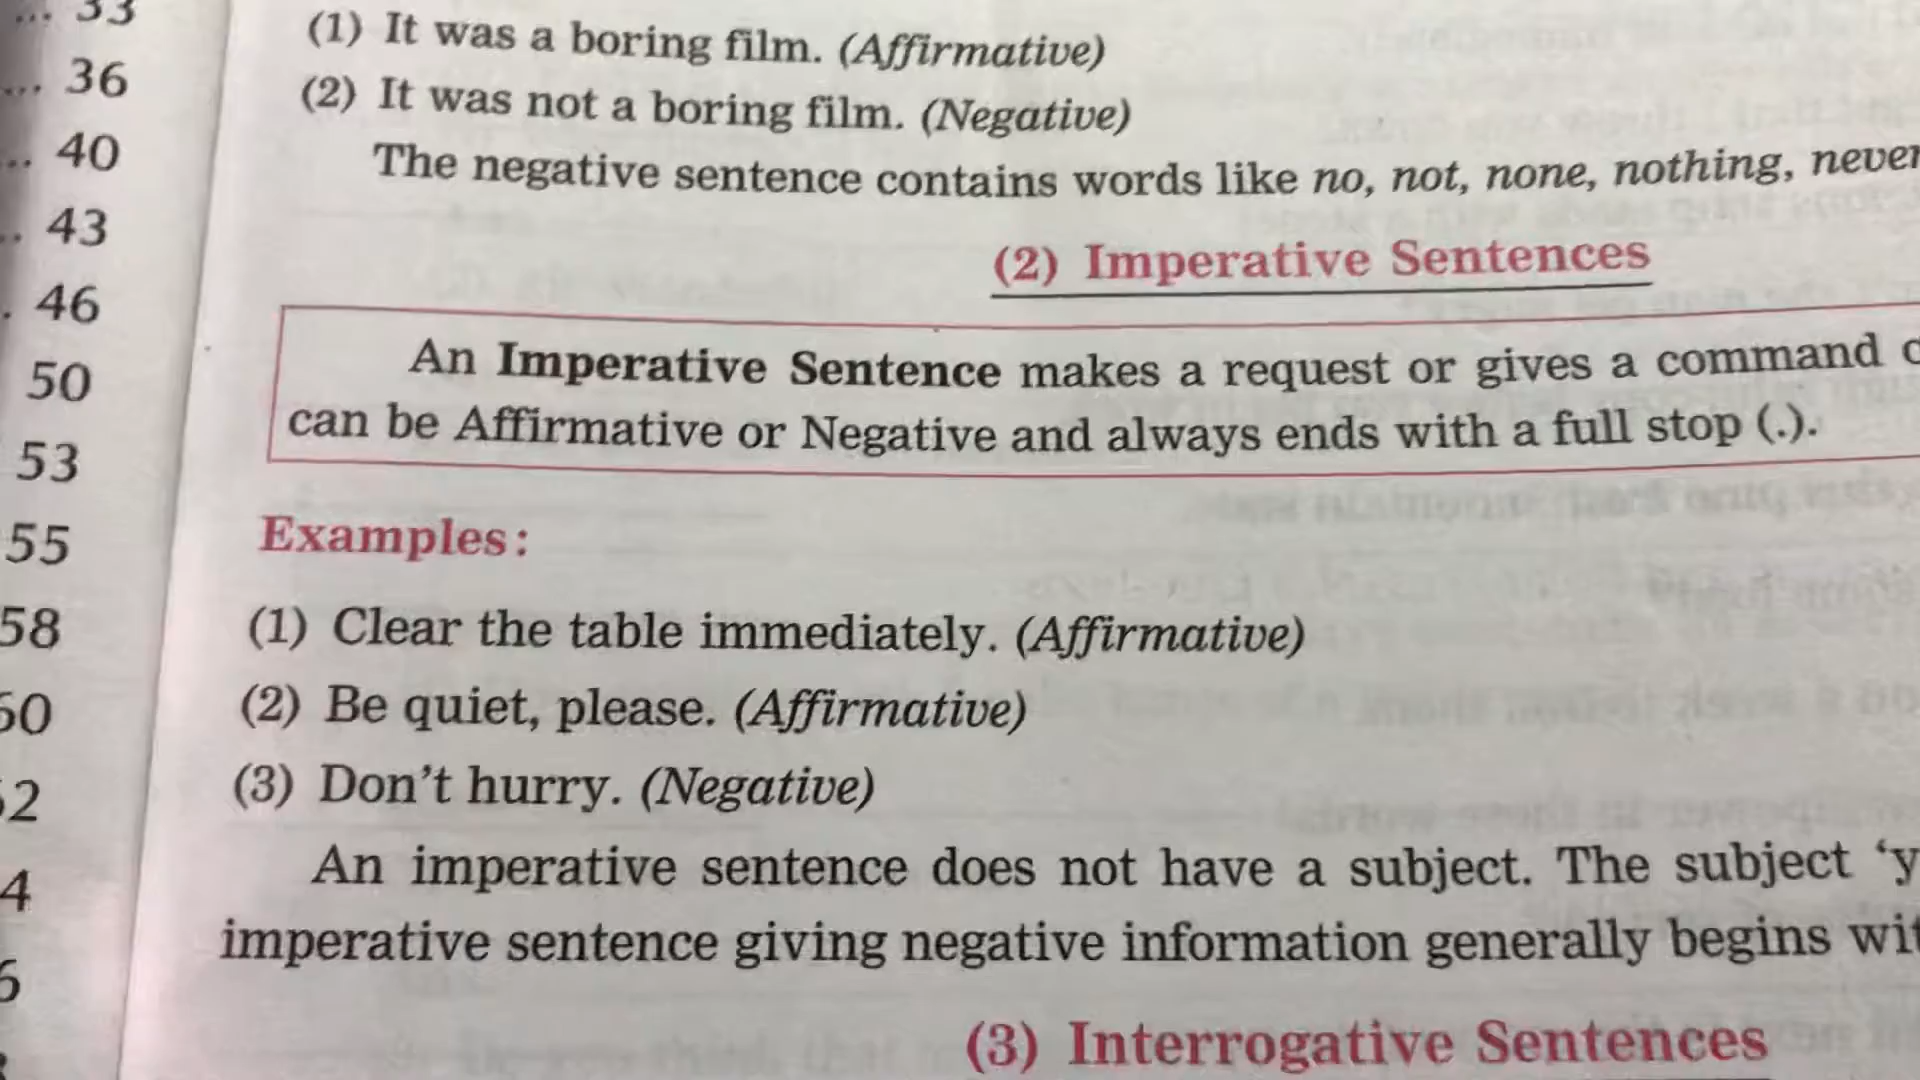 ... 33
... 36
.. 40
.. 43
. 46
50
53
55
58
(1) It was a boring film. (Affirmative)
(2) It was not a boring film. (Negative)
The negative sentence contains words like no, not, none, nothing, never
(2) Imperative Sentences
An Imperative Sentence makes a request or gives a command
can be Affirmative or Negative and always ends with a full stop (.).
Examples:
(1) Clear the table immediately. (Affirmative)
(2) Be quiet, please. (Affirmative)
(3) Don't hurry. (Negative)
An imperative sentence does not have a subject. The subject 'y
imperative sentence giving negative information generally begins
(3) Interrogative Sentences